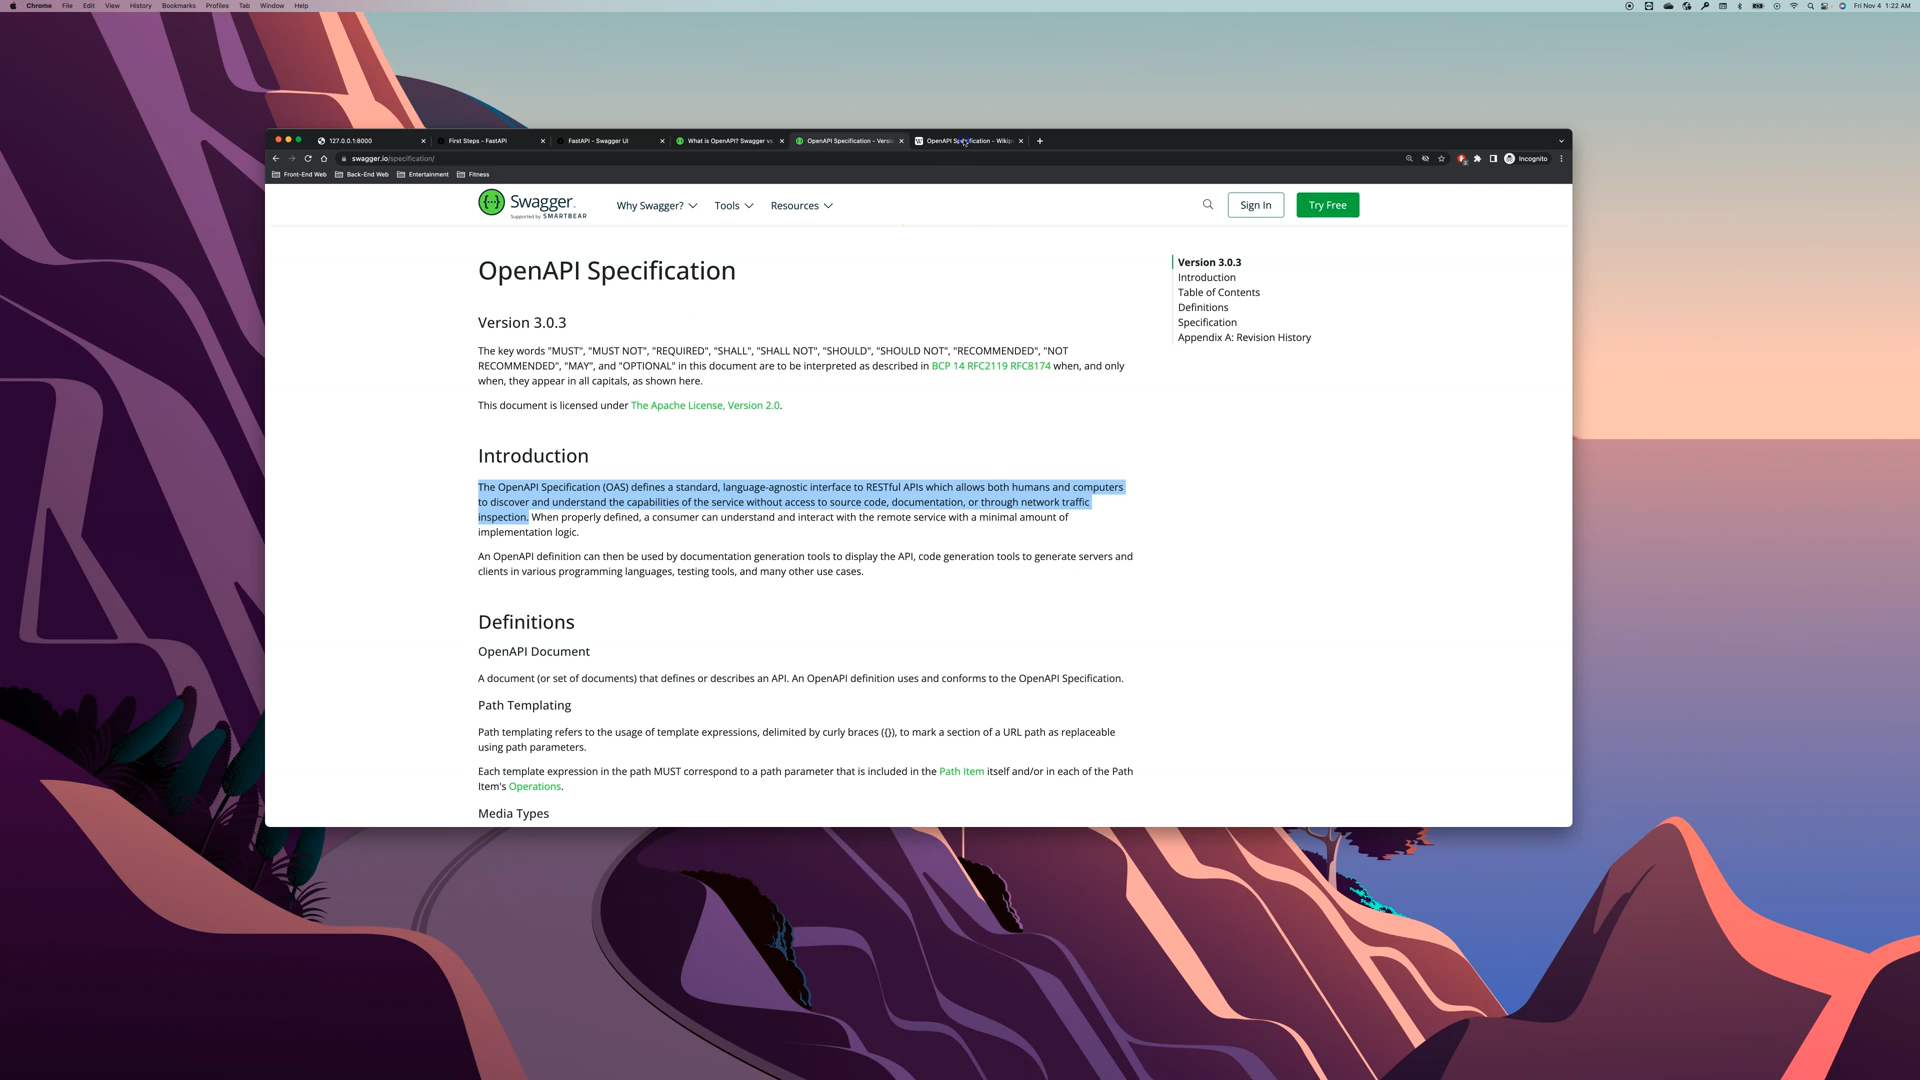 Chrome File Edit View History Bookmarks Profiles Tab Window Help Fri Nov 4 1:22 AM
127.0.0.1:8000 First Steps - FastAPI FastAPI - Swagger UI What is OpenAPI? Swagger vs. OpenAPI Specification - Versi OpenAPI Specification - Wikip
swagger.io/specification/ Incognito
Front-End Web Back-End Web Entertainment Fitness
Swagger
Supported by SMARTBEAR
Why Swagger? Tools Resources Sign In Try Free
OpenAPI Specification
Version 3.0.3
The key words "MUST", "MUST NOT", "REQUIRED", "SHALL", "SHALL NOT", "SHOULD", "SHOULD NOT", "RECOMMENDED", "NOT
RECOMMENDED", "MAY", and "OPTIONAL" in this document are to be interpreted as described in BCP 14 RFC2119 RFC8174 when, and only
when, they appear in all capitals, as shown here.
This document is licensed under The Apache License, Version 2.0.
Introduction
The OpenAPI Specification (OAS) defines a standard, language-agnostic interface to RESTful APIs which allows both humans and computers
to discover and understand the capabilities of the service without access to source code, documentation, or through network traffic
inspection. When properly defined, a consumer can understand and interact with the remote service with a minimal amount of
implementation logic.
An OpenAPI definition can then be used by documentation generation tools to display the API, code generation tools to generate servers and
clients in various programming languages, testing tools, and many other use cases.
Definitions
OpenAPI Document
A document (or set of documents) that defines or describes an API. An OpenAPI definition uses and conforms to the OpenAPI Specification.
Path Templating
Path templating refers to the usage of template expressions, delimited by curly braces ({}), to mark a section of a URL path as replaceable
using path parameters.
Each template expression in the path MUST correspond to a path parameter that is included in the Path Item itself and/or in each of the Path
Item's Operations.
Media Types
Version 3.0.3
Introduction
Table of Contents
Definitions
Specification
Appendix A: Revision History